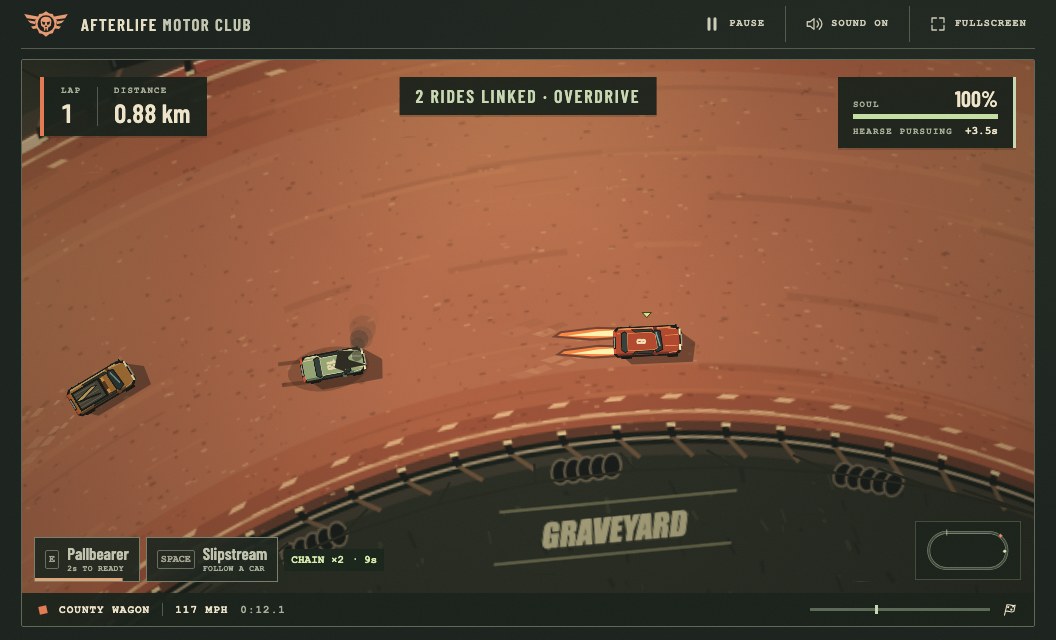 AFTERLIFE MOTOR CLUB
PAUSE
SOUND ON
FULLSCREEN
LAP
1
DISTANCE
0.88 km
2 RIDES LINKED · OVERDRIVE
SOUL
100%
HEARSE PURSUING +3.5s
8
GRAVEYARD
E
Pallbearer
2s TO READY
SPACE
Slipstream
FOLLOW A CAR
CHAIN ×2 · 9s
COUNTY WAGON
117 MPH
0:12.1